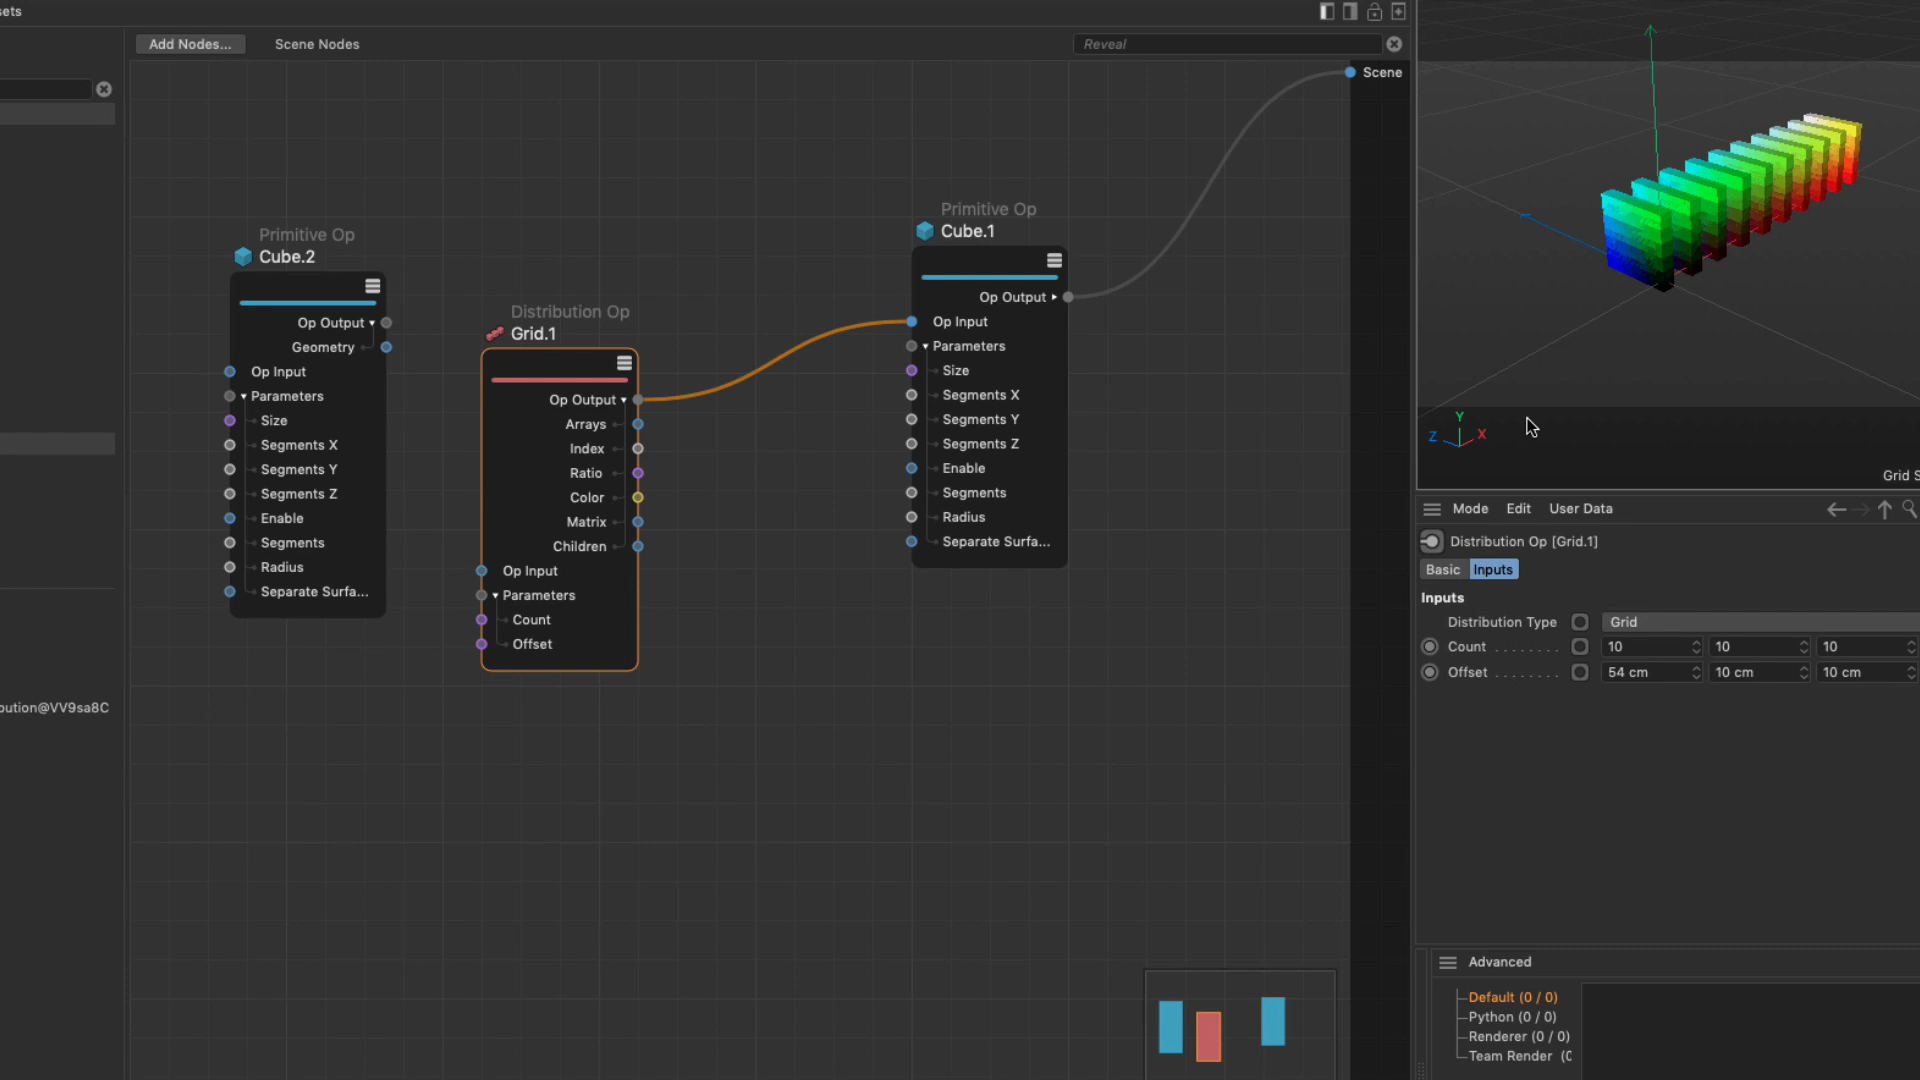 sets
Add Nodes...
Scene Nodes
Reveal
Scene
Primitive Op
Cube.2
Op Output
Geometry
Op Input
Parameters
Size
Segments X
Segments Y
Segments Z
Enable
Segments
Radius
Separate Surfa...
Distribution Op
Grid.1
Op Output
Arrays
Index
Ratio
Color
Matrix
Children
Op Input
Parameters
Count
Offset
Primitive Op
Cube.1
Op Output
Op Input
Parameters
Size
Segments X
Segments Y
Segments Z
Enable
Segments
Radius
Separate Surfa...
bution@VV9sa8C
Y
Z X
Grid S
Mode Edit User Data
Distribution Op [Grid.1]
Basic Inputs
Inputs
Distribution Type Grid
Count . . . . . . . . 10 10 10
Offset . . . . . . . . 54 cm 10 cm 10 cm
Advanced
Default (0 / 0)
Python (0 / 0)
Renderer (0 / 0)
Team Render (0